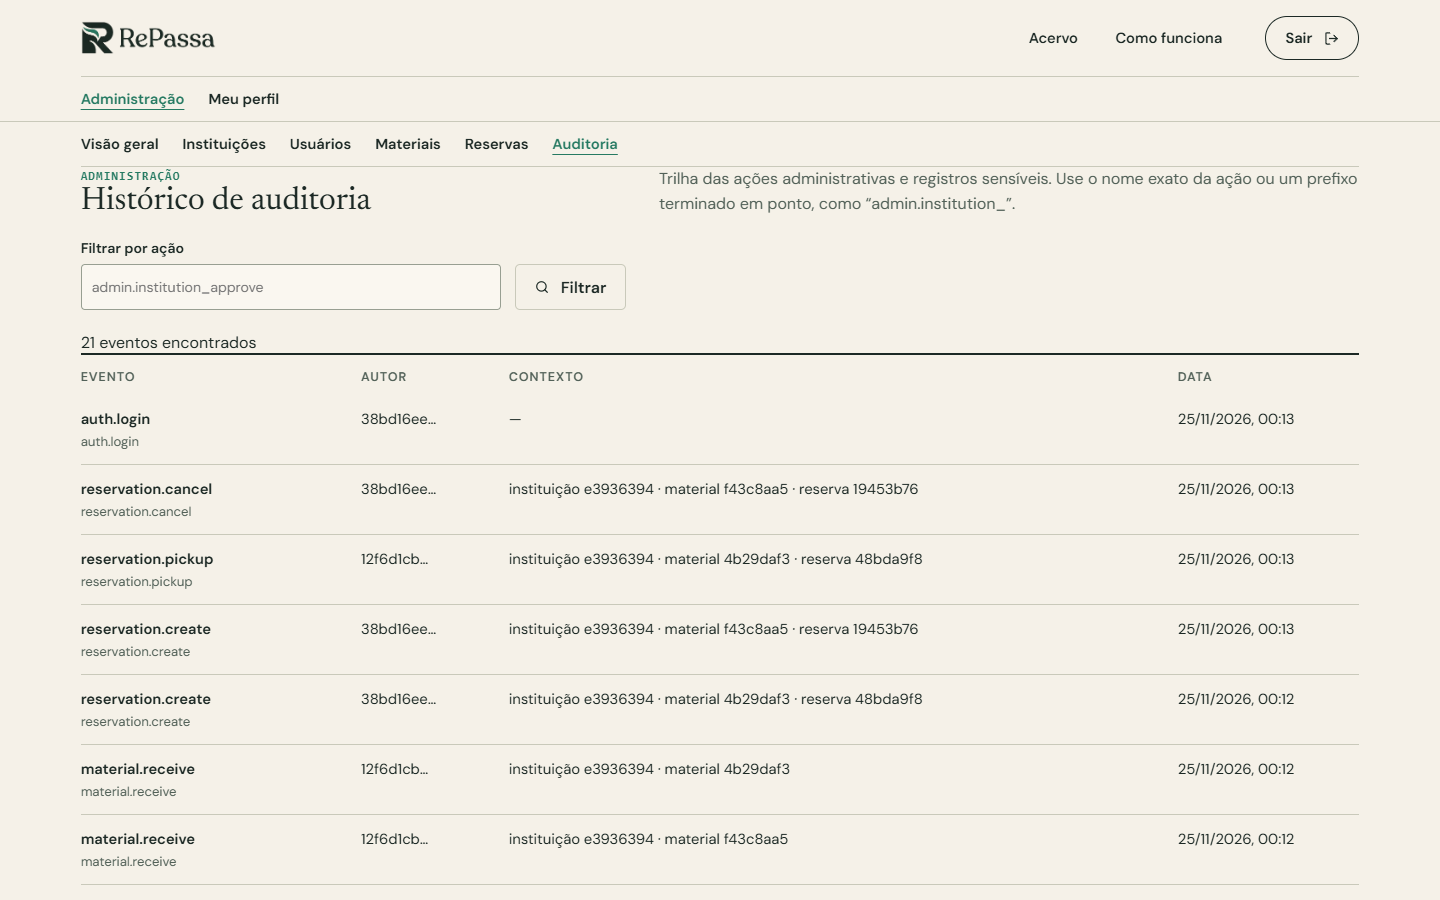 RePassa
Acervo
Como funciona
Sair
Administração
Meu perfil
Visão geral
Instituições
Usuários
Materiais
Reservas
Auditoria
ADMINISTRAÇÃO
Histórico de auditoria
Trilha das ações administrativas e registros sensíveis. Use o nome exato da ação ou um prefixo
terminado em ponto, como “admin.institution_”.
Filtrar por ação
admin.institution_approve
Filtrar
21 eventos encontrados
EVENTO AUTOR CONTEXTO DATA
auth.login 38bd16ee… — 25/11/2026, 00:13
auth.login
reservation.cancel 38bd16ee… instituição e3936394 · material f43c8aa5 · reserva 19453b76 25/11/2026, 00:13
reservation.cancel
reservation.pickup 12f6d1cb… instituição e3936394 · material 4b29daf3 · reserva 48bda9f8 25/11/2026, 00:13
reservation.pickup
reservation.create 38bd16ee… instituição e3936394 · material f43c8aa5 · reserva 19453b76 25/11/2026, 00:13
reservation.create
reservation.create 38bd16ee… instituição e3936394 · material 4b29daf3 · reserva 48bda9f8 25/11/2026, 00:12
reservation.create
material.receive 12f6d1cb… instituição e3936394 · material 4b29daf3 25/11/2026, 00:12
material.receive
material.receive 12f6d1cb… instituição e3936394 · material f43c8aa5 25/11/2026, 00:12
material.receive